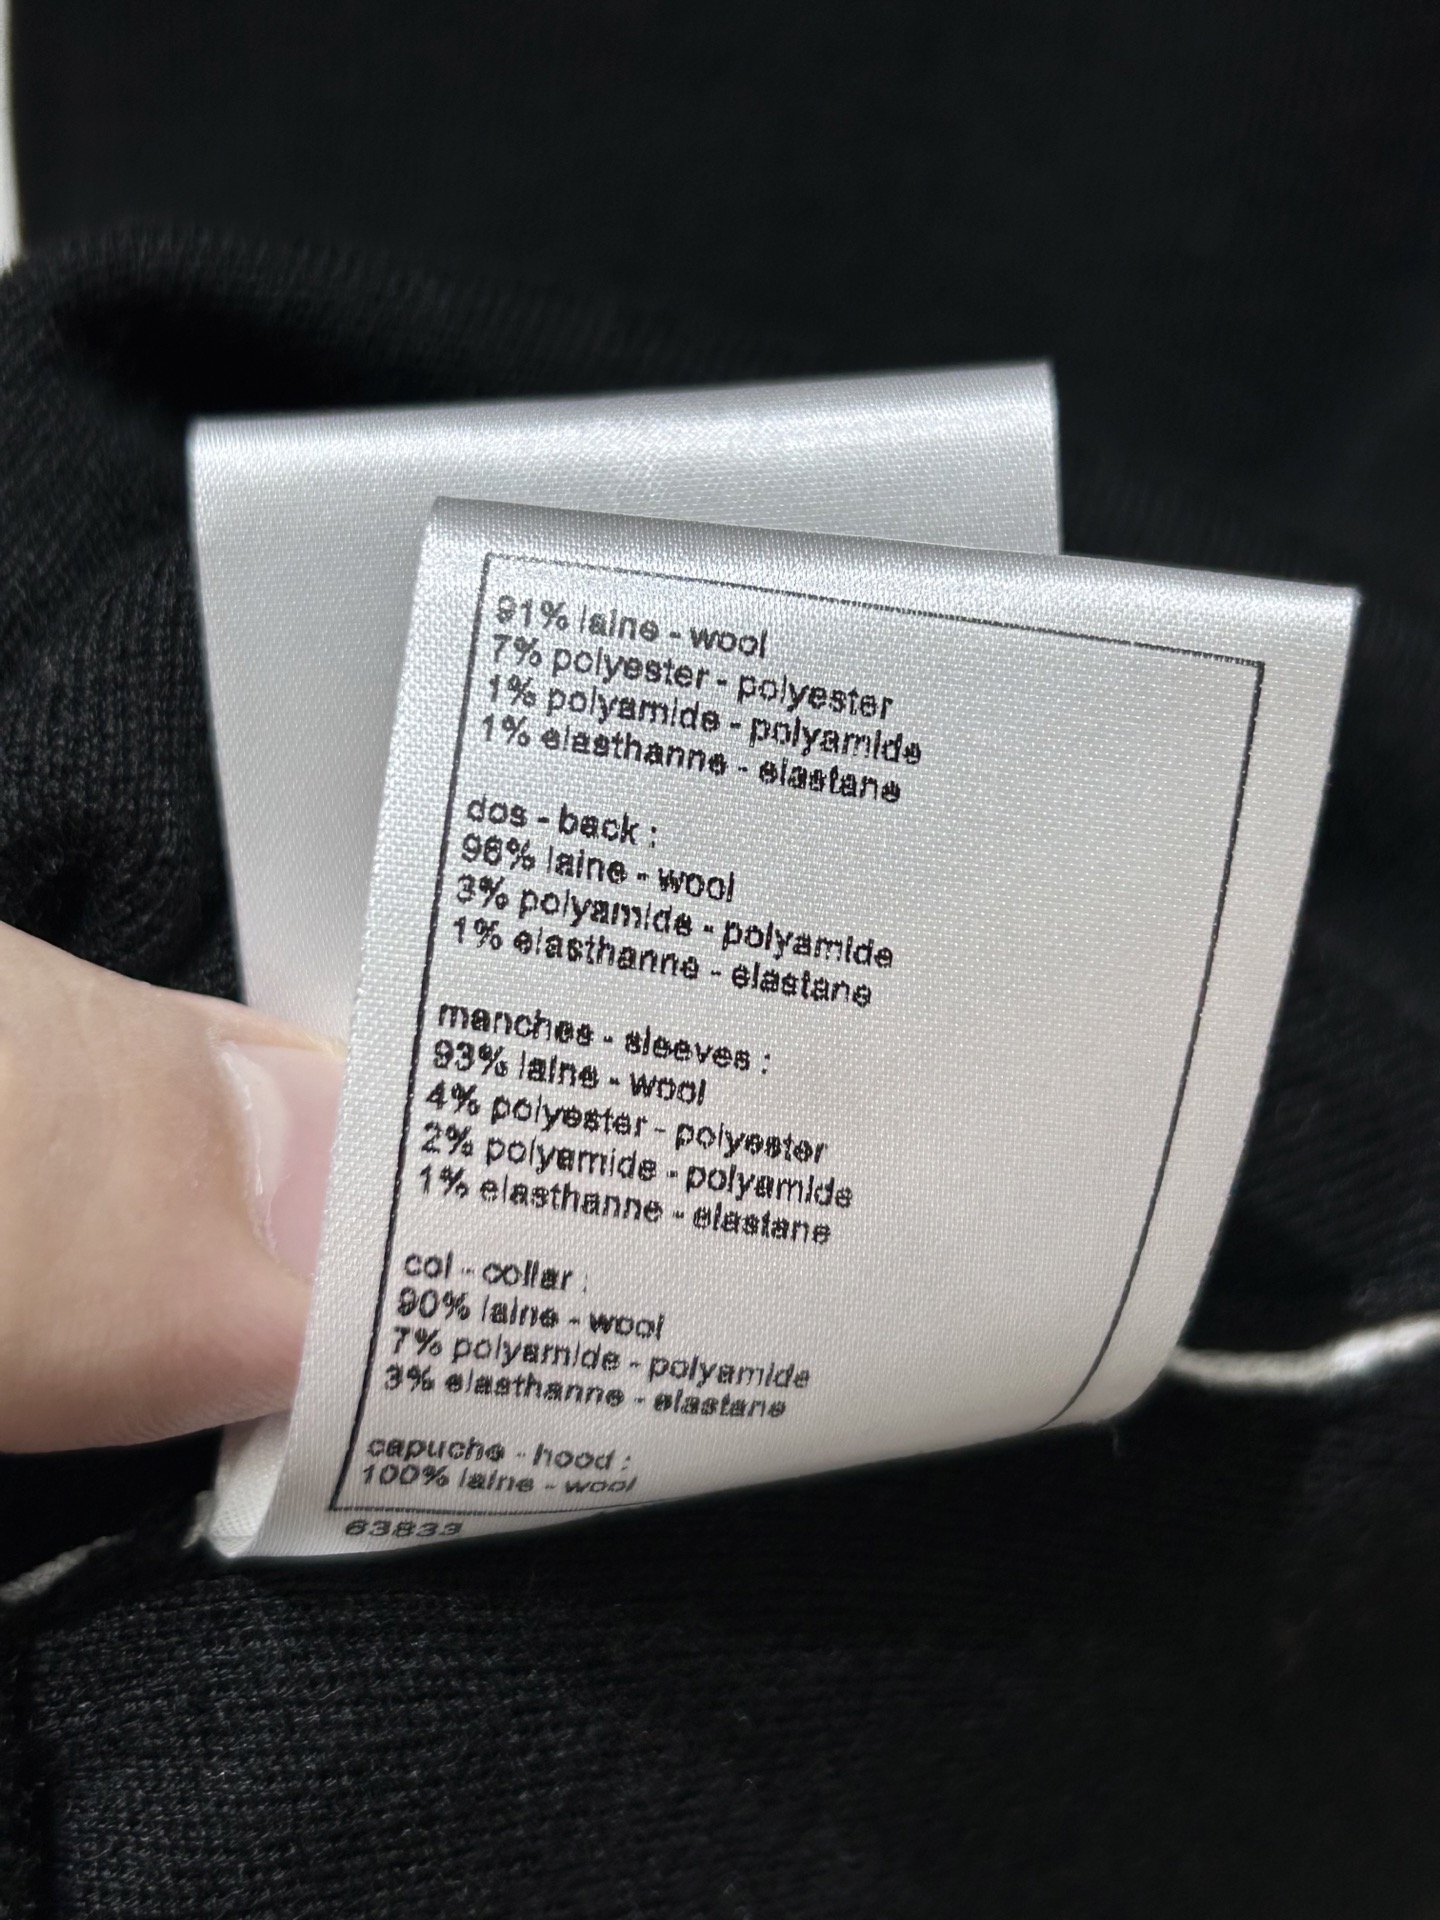 91% laine - wool
7% polyester - polyester
1% polyamide - polyamide
1% elasthanne - elastane
dos - back :
96% laine - wool
3% polyamide - polyamide
1% elasthanne - elastane
manches - sleeves :
93% laine - wool
4% polyester - polyester
2% polyamide - polyamide
1% elasthanne - elastane
col - collar :
90% laine - wool
7% polyamide - polyamide
3% elasthanne - elastane
capuche - hood :
100% laine - wool
63833